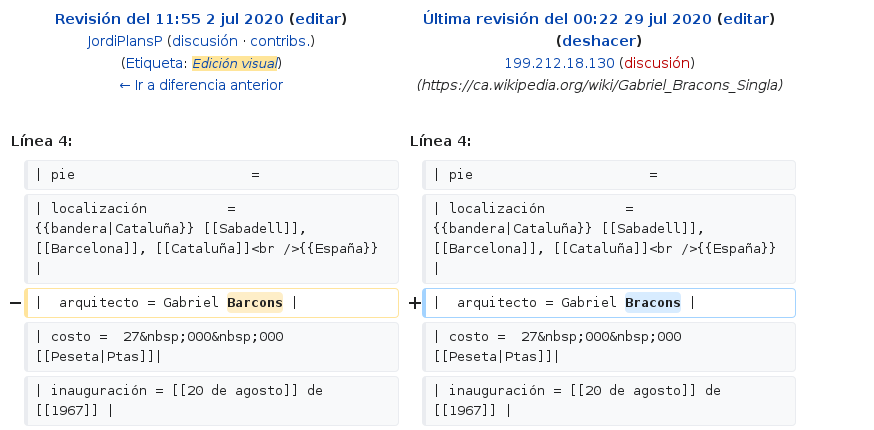 Revisión del 11:55 2 jul 2020 (editar)
JordiPlansP (discusión · contribs.)
(Etiqueta: Edición visual)
← Ir a diferencia anterior
Última revisión del 00:22 29 jul 2020 (editar)
(deshacer)
199.212.18.130 (discusión)
(https://ca.wikipedia.org/wiki/Gabriel_Bracons_Singla)
Línea 4:
Línea 4:
| pie =
| pie =
| localización =
{{bandera|Cataluña}} [[Sabadell]],
[[Barcelona]], [[Cataluña]]<br />{{España}}
|
| localización =
{{bandera|Cataluña}} [[Sabadell]],
[[Barcelona]], [[Cataluña]]<br />{{España}}
|
− | arquitecto = Gabriel Barcons |
+ | arquitecto = Gabriel Bracons |
| costo = 27&nbsp;000&nbsp;000
[[Peseta|Ptas]]|
| costo = 27&nbsp;000&nbsp;000
[[Peseta|Ptas]]|
| inauguración = [[20 de agosto]] de
[[1967]] |
| inauguración = [[20 de agosto]] de
[[1967]] |